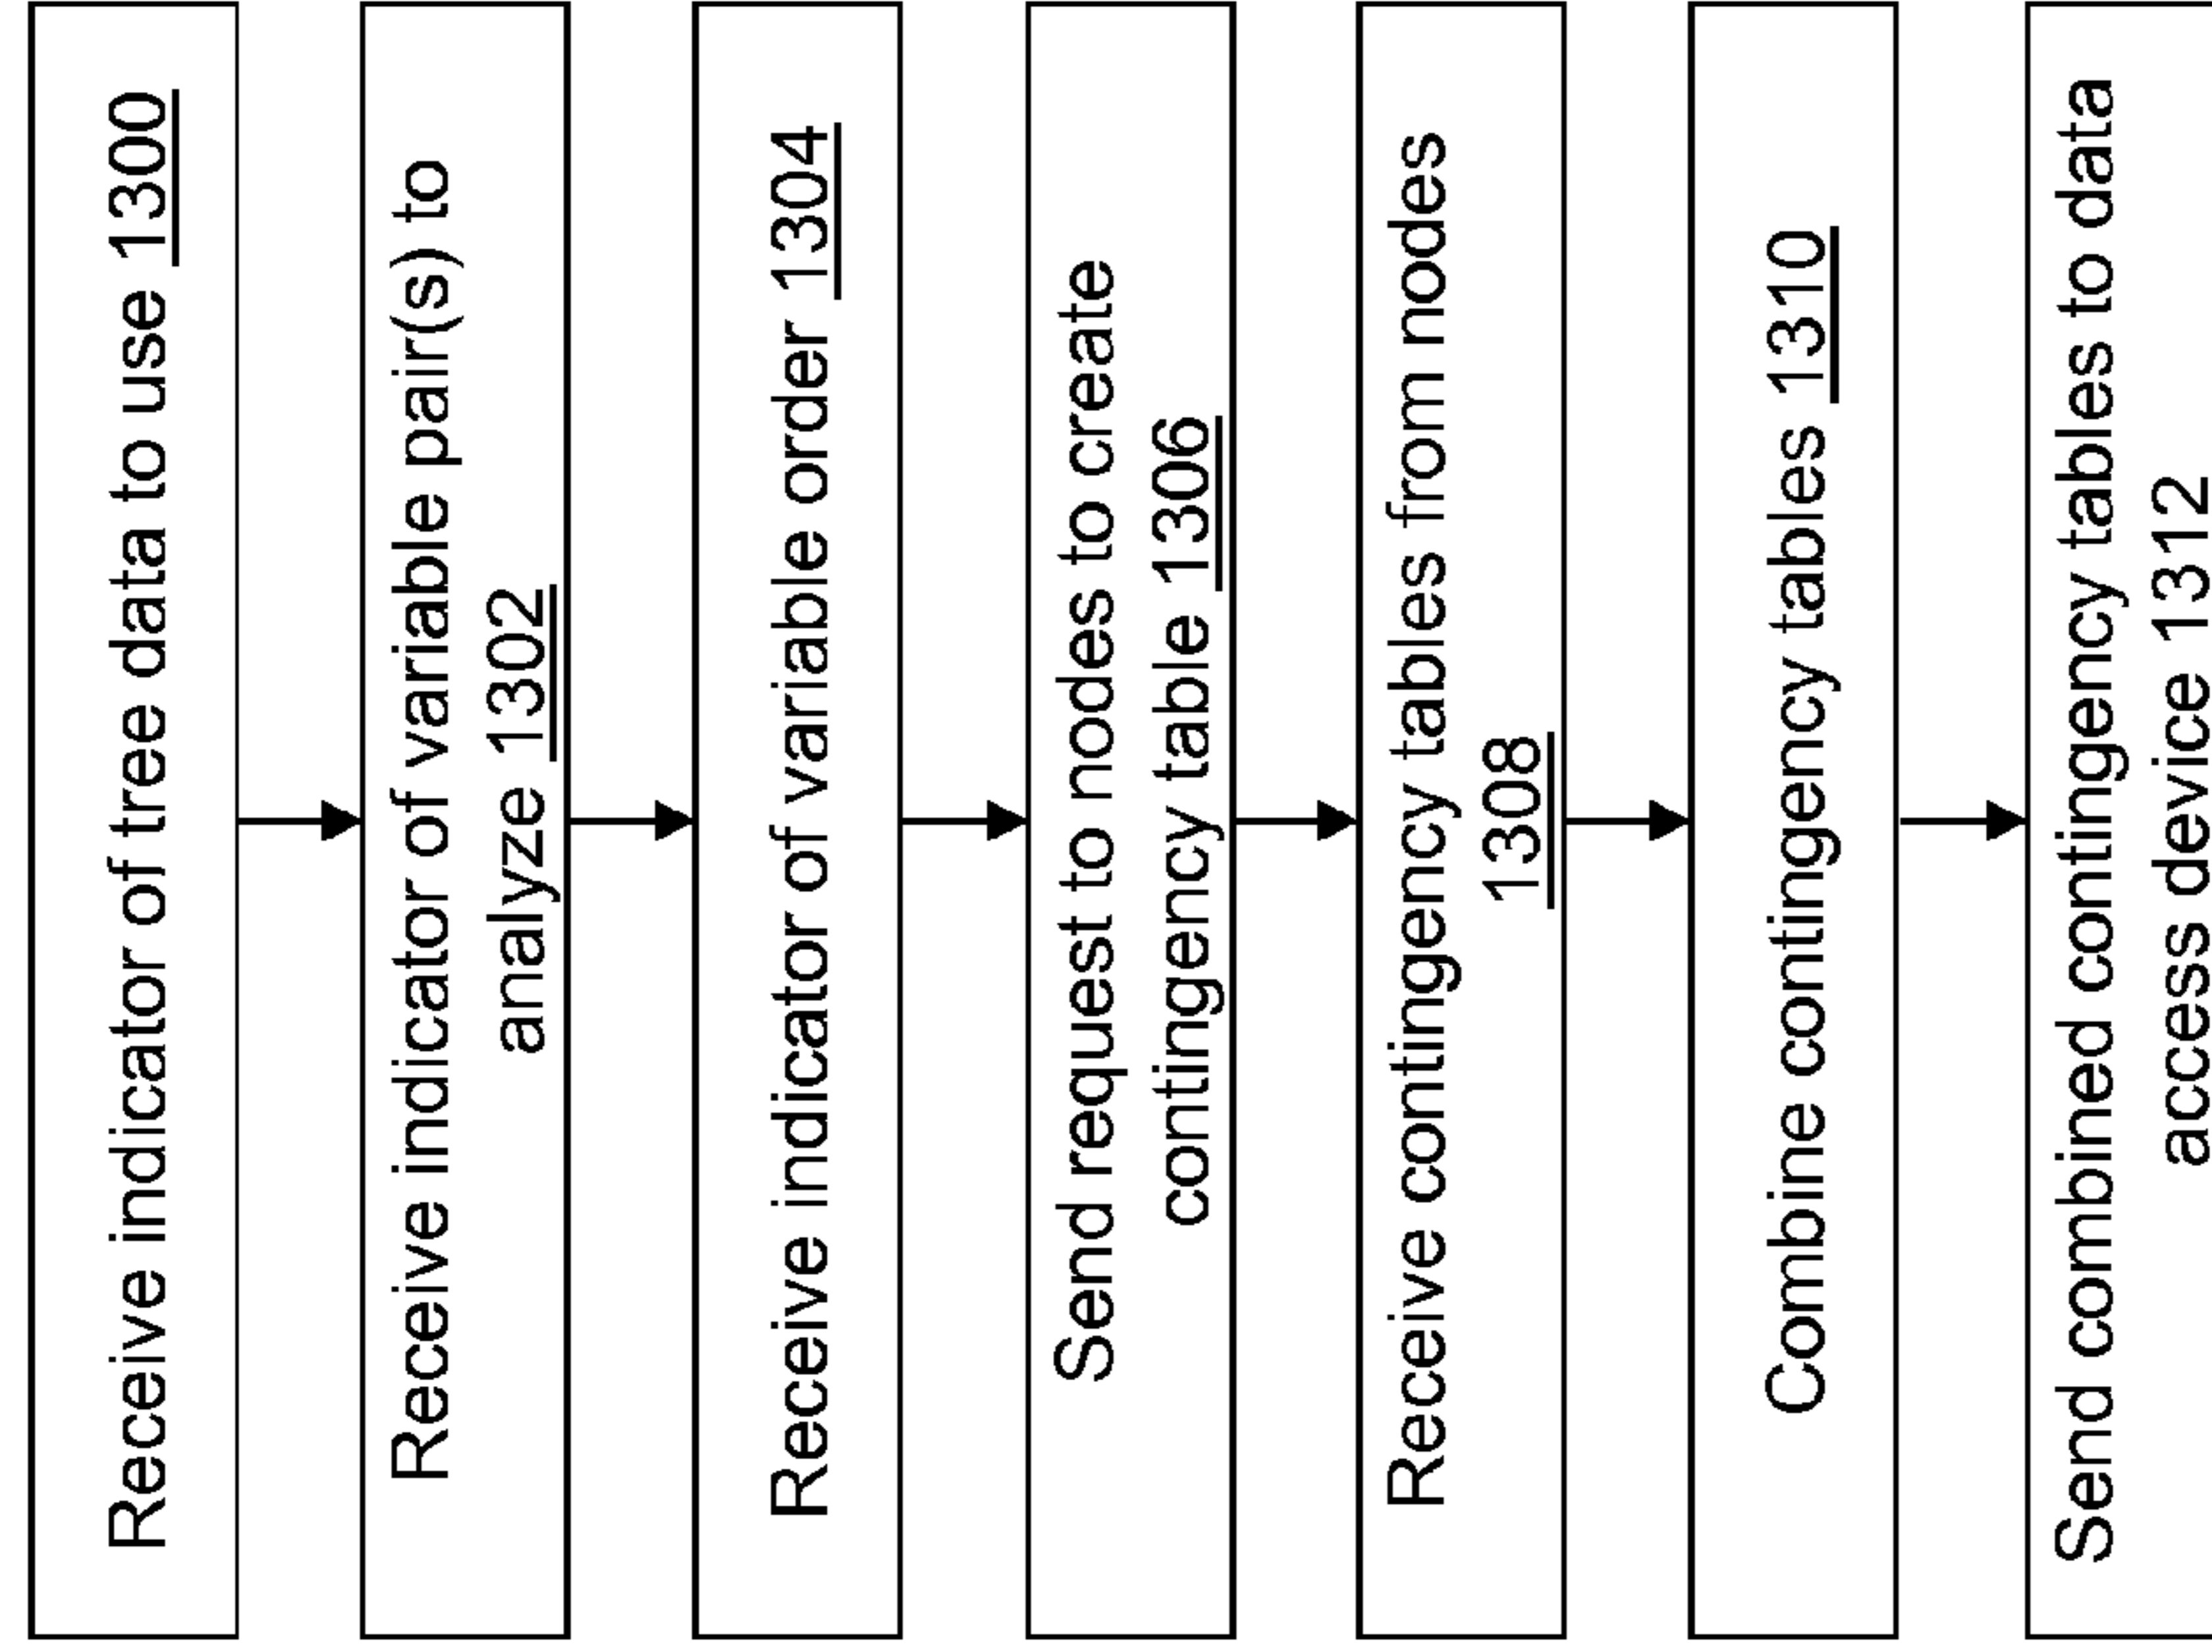 Receive indicator of tree data to use 1300
Receive indicator of variable pair(s) to
analyze 1302
Receive indicator of variable order 1304
Send request to nodes to create
contingency table 1306
Receive contingency tables from nodes
1308
Combine contingency tables 1310
Send combined contingency tables to data
access device 1312